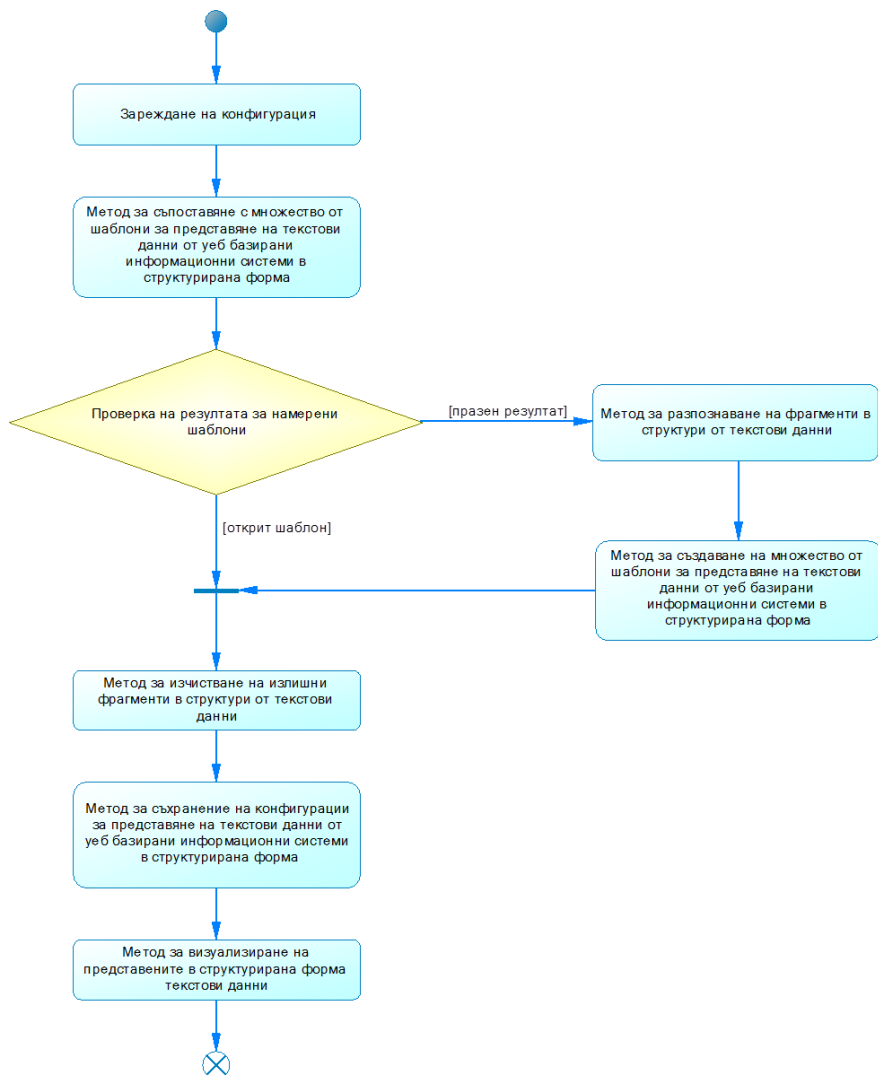 Зареждане на конфигурация
Метод за съпоставяне с множество от
шаблони за представяне на текстови
данни от уеб базирани
информационни системи в
структурирана форма
Проверка на резултата за намерени
шаблони
[празен резултат]
Метод за разпознаване на фрагменти в
структури от текстови данни
[открит шаблон]
Метод за създаване на множество от
шаблони за представяне на текстови
данни от уеб базирани
информационни системи в
структурирана форма
Метод за изчистване на излишни
фрагменти в структури от текстови
данни
Метод за съхранение на конфигурации
за представяне на текстови данни от
уеб базирани информационни системи
в структурирана форма
Метод за визуализиране на
представените в структурирана форма
текстови данни